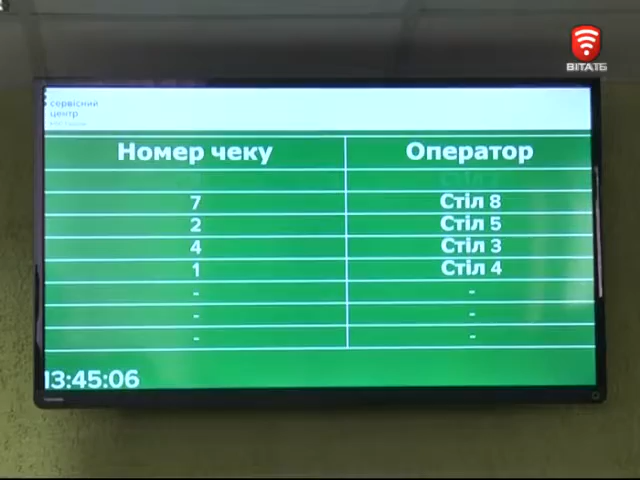 ВІТАТБ
сервісний
центр
Номер чеку Оператор
7 Стіл 8
2 Стіл 5
4 Стіл 3
1 Стіл 4
- -
- -
- -
13:45:06